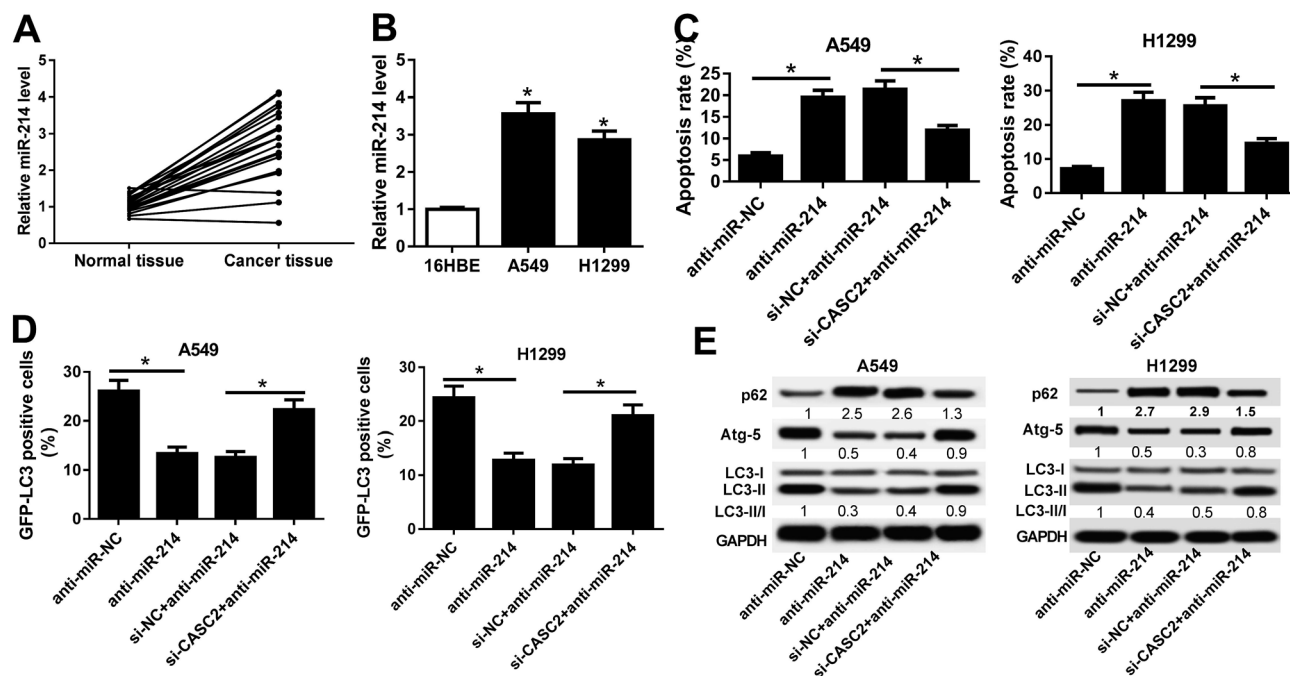 A
Relative miR-214 level
5
4
3
2
1
0
Normal tissue
Cancer tissue
B
Relative miR-214 level
5
4
3
2
1
0
*
*
16HBE
A549
H1299
C
A549
Apoptosis rate (%)
25
20
15
10
5
0
*
*
anti-miR-NC
anti-miR-214
si-NC+anti-miR-214
si-CASC2+anti-miR-214
H1299
Apoptosis rate (%)
40
30
20
10
0
*
*
anti-miR-NC
anti-miR-214
si-NC+anti-miR-214
si-CASC2+anti-miR-214
D
A549
GFP-LC3 positive cells
(%)
30
20
10
0
*
*
anti-miR-NC
anti-miR-214
si-NC+anti-miR-214
si-CASC2+anti-miR-214
H1299
GFP-LC3 positive cells
(%)
30
20
10
0
*
*
anti-miR-NC
anti-miR-214
si-NC+anti-miR-214
si-CASC2+anti-miR-214
E
A549
p62
1 2.5 2.6 1.3
Atg-5
1 0.5 0.4 0.9
LC3-I
LC3-II
LC3-II/I 1 0.3 0.4 0.9
GAPDH
anti-miR-NC
anti-miR-214
si-NC+anti-miR-214
si-CASC2+anti-miR-214
H1299
p62
1 2.7 2.9 1.5
Atg-5
1 0.5 0.3 0.8
LC3-I
LC3-II
LC3-II/I 1 0.4 0.5 0.8
GAPDH
anti-miR-NC
anti-miR-214
si-NC+anti-miR-214
si-CASC2+anti-miR-214